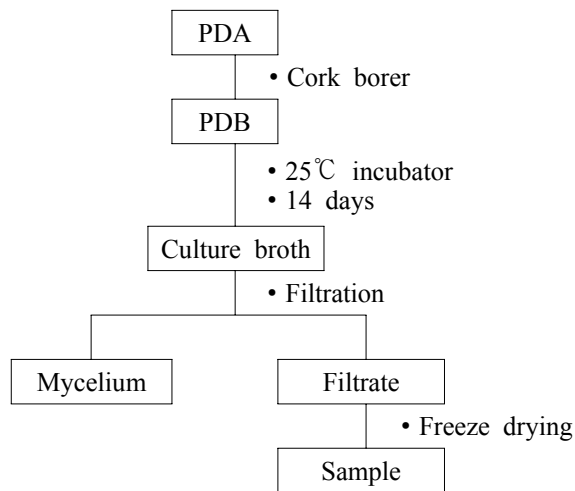 PDA
• Cork borer
PDB
• 25℃ incubator
• 14 days
Culture broth
• Filtration
Mycelium
Filtrate
• Freeze drying
Sample